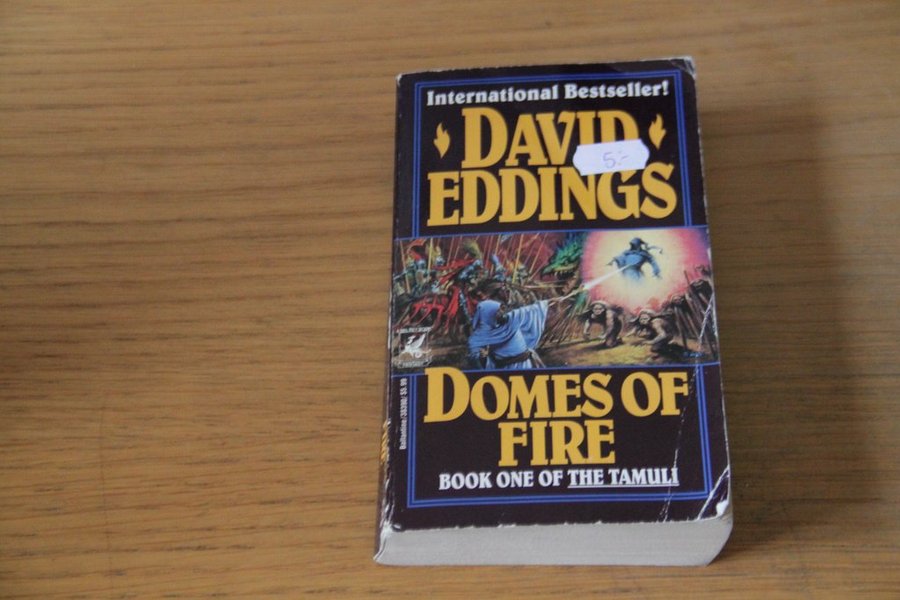 International Bestseller!
DAVID
5:-
EDDINGS
DOMES OF
FIRE
BOOK ONE OF THE TAMULI